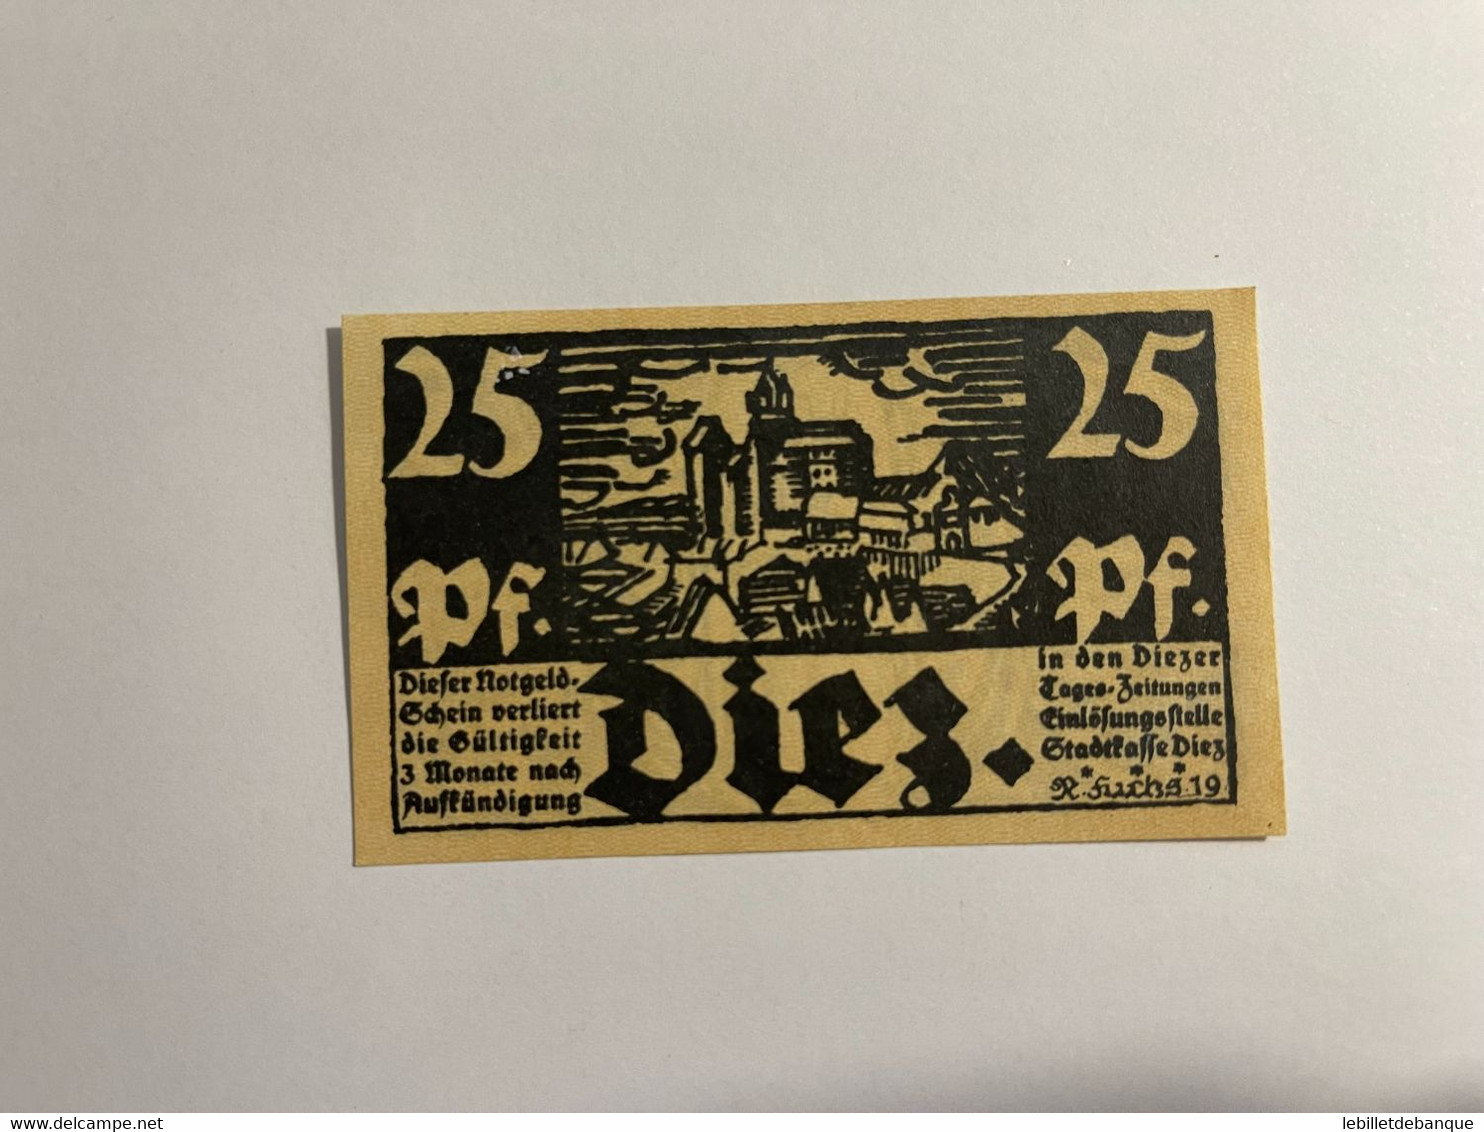 25
25
Pf.
Pf.
Dieser Notgeld-
Schein verliert
die Gültigkeit
3 Monate nach
Aufkündigung
Diez.
in den Diezer
Tages-Zeitungen
Einlösungsstelle
Stadtkasse Diez
* * *
R. Fuchs. 19
delcampe.net
lebilletdebanque